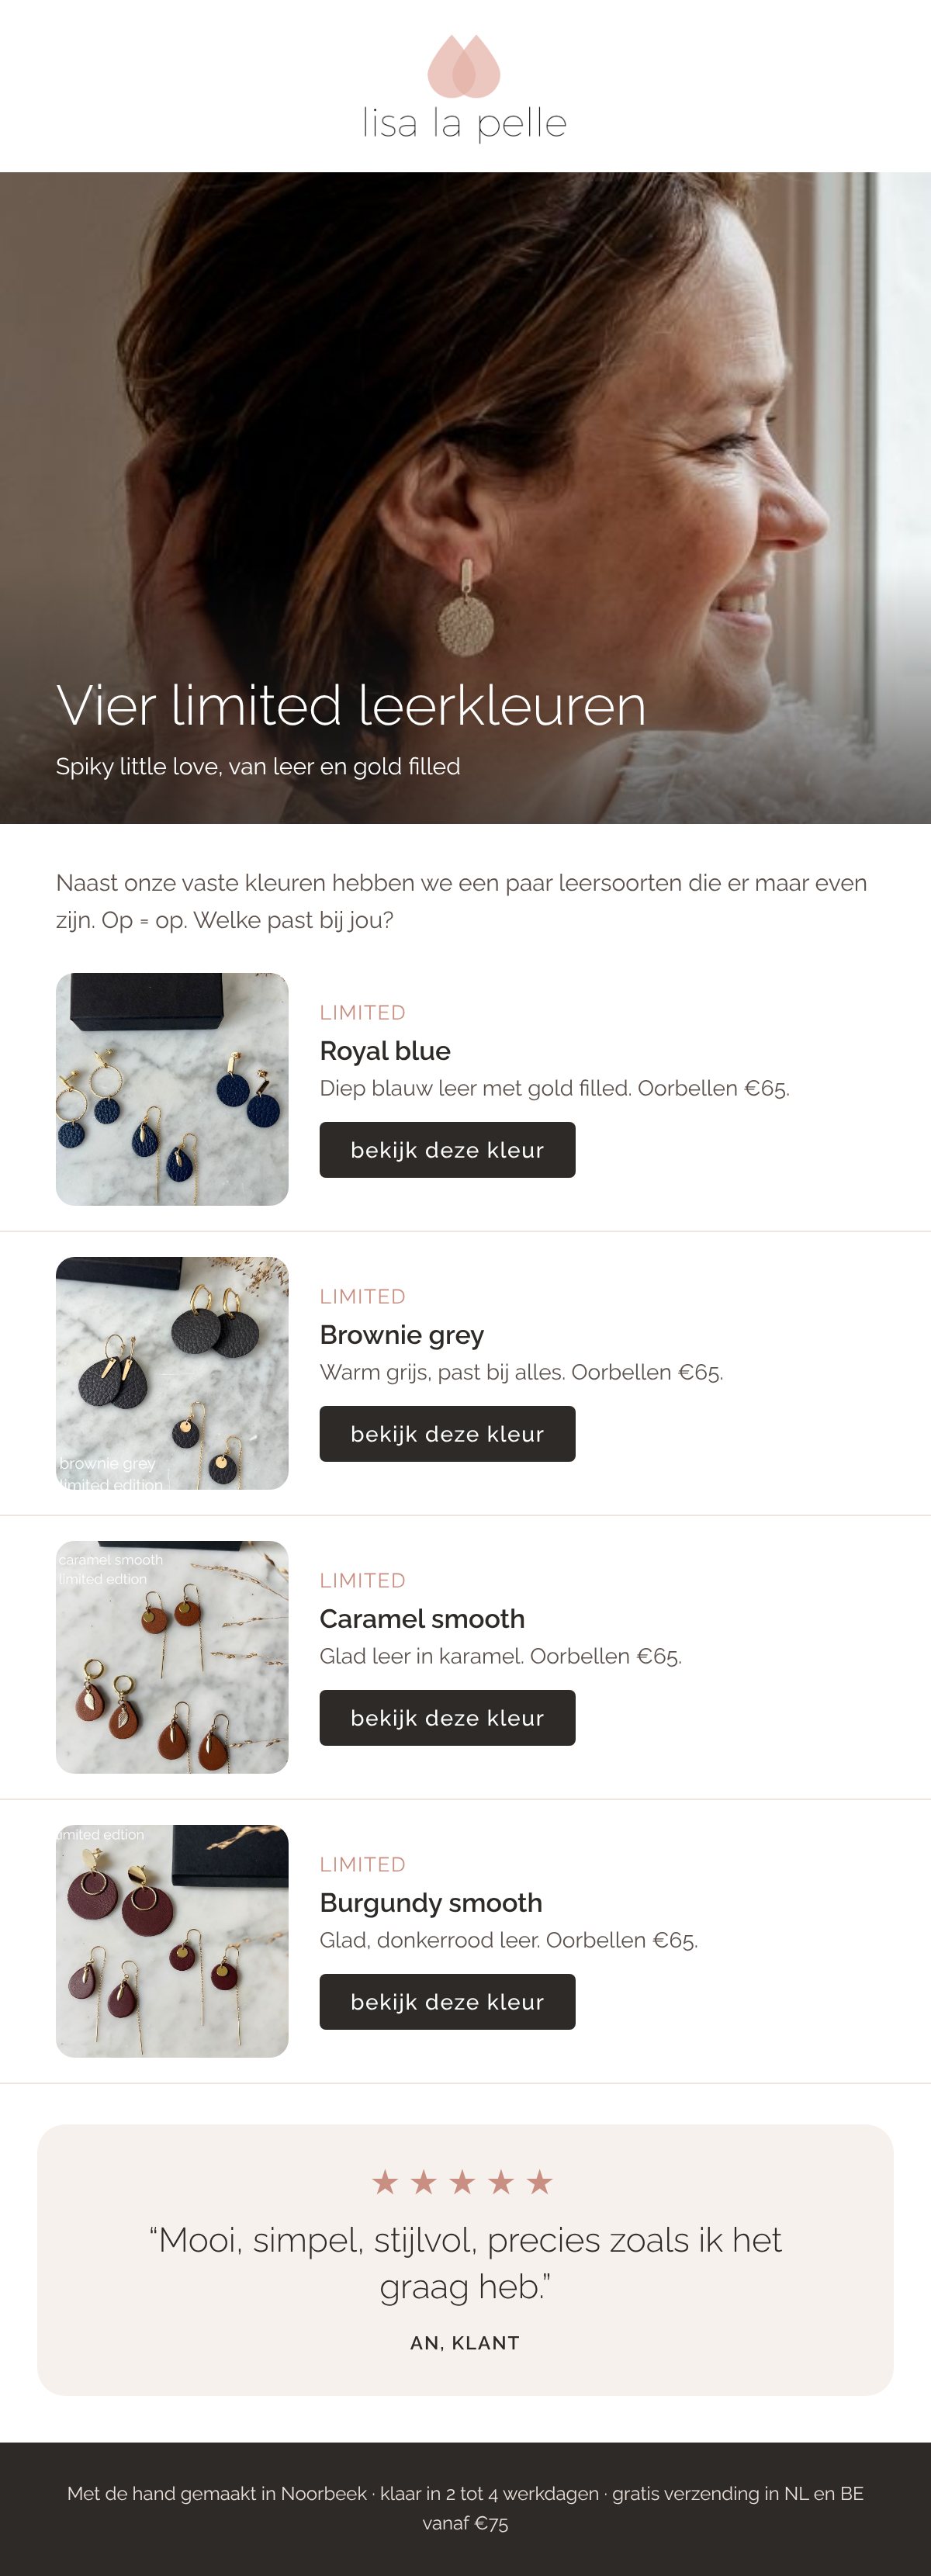 lisa la pelle
Vier limited leerkleuren
Spiky little love, van leer en gold filled
Naast onze vaste kleuren hebben we een paar leersoorten die er maar even
zijn. Op = op. Welke past bij jou?
LIMITED
Royal blue
Diep blauw leer met gold filled. Oorbellen €65.
bekijk deze kleur
brownie grey
limited edition
LIMITED
Brownie grey
Warm grijs, past bij alles. Oorbellen €65.
bekijk deze kleur
caramel smooth
limited edtion
LIMITED
Caramel smooth
Glad leer in karamel. Oorbellen €65.
bekijk deze kleur
limited edtion
LIMITED
Burgundy smooth
Glad, donkerrood leer. Oorbellen €65.
bekijk deze kleur
★★★★★
“Mooi, simpel, stijlvol, precies zoals ik het
graag heb.”
AN, KLANT
Met de hand gemaakt in Noorbeek · klaar in 2 tot 4 werkdagen · gratis verzending in NL en BE
vanaf €75